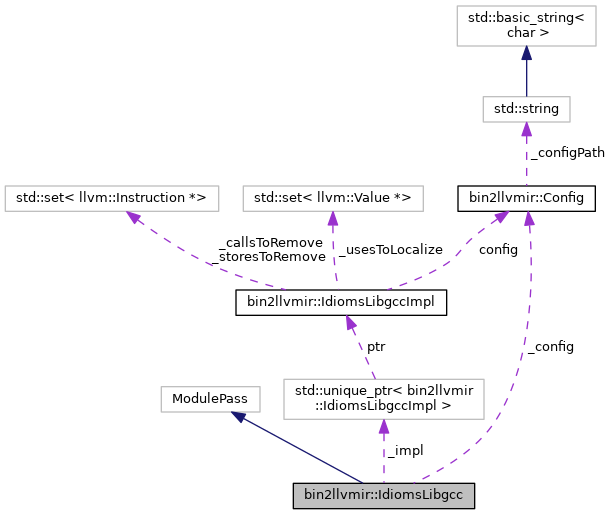 std::basic_string<
char >
std::string
_configPath
std::set< llvm::Instruction *>
std::set< llvm::Value *>
bin2llvmir::Config
_callsToRemove
_storesToRemove
_usesToLocalize
config
bin2llvmir::IdiomsLibgccImpl
ptr
_config
ModulePass
std::unique_ptr< bin2llvmir
::IdiomsLibgccImpl >
_impl
bin2llvmir::IdiomsLibgcc